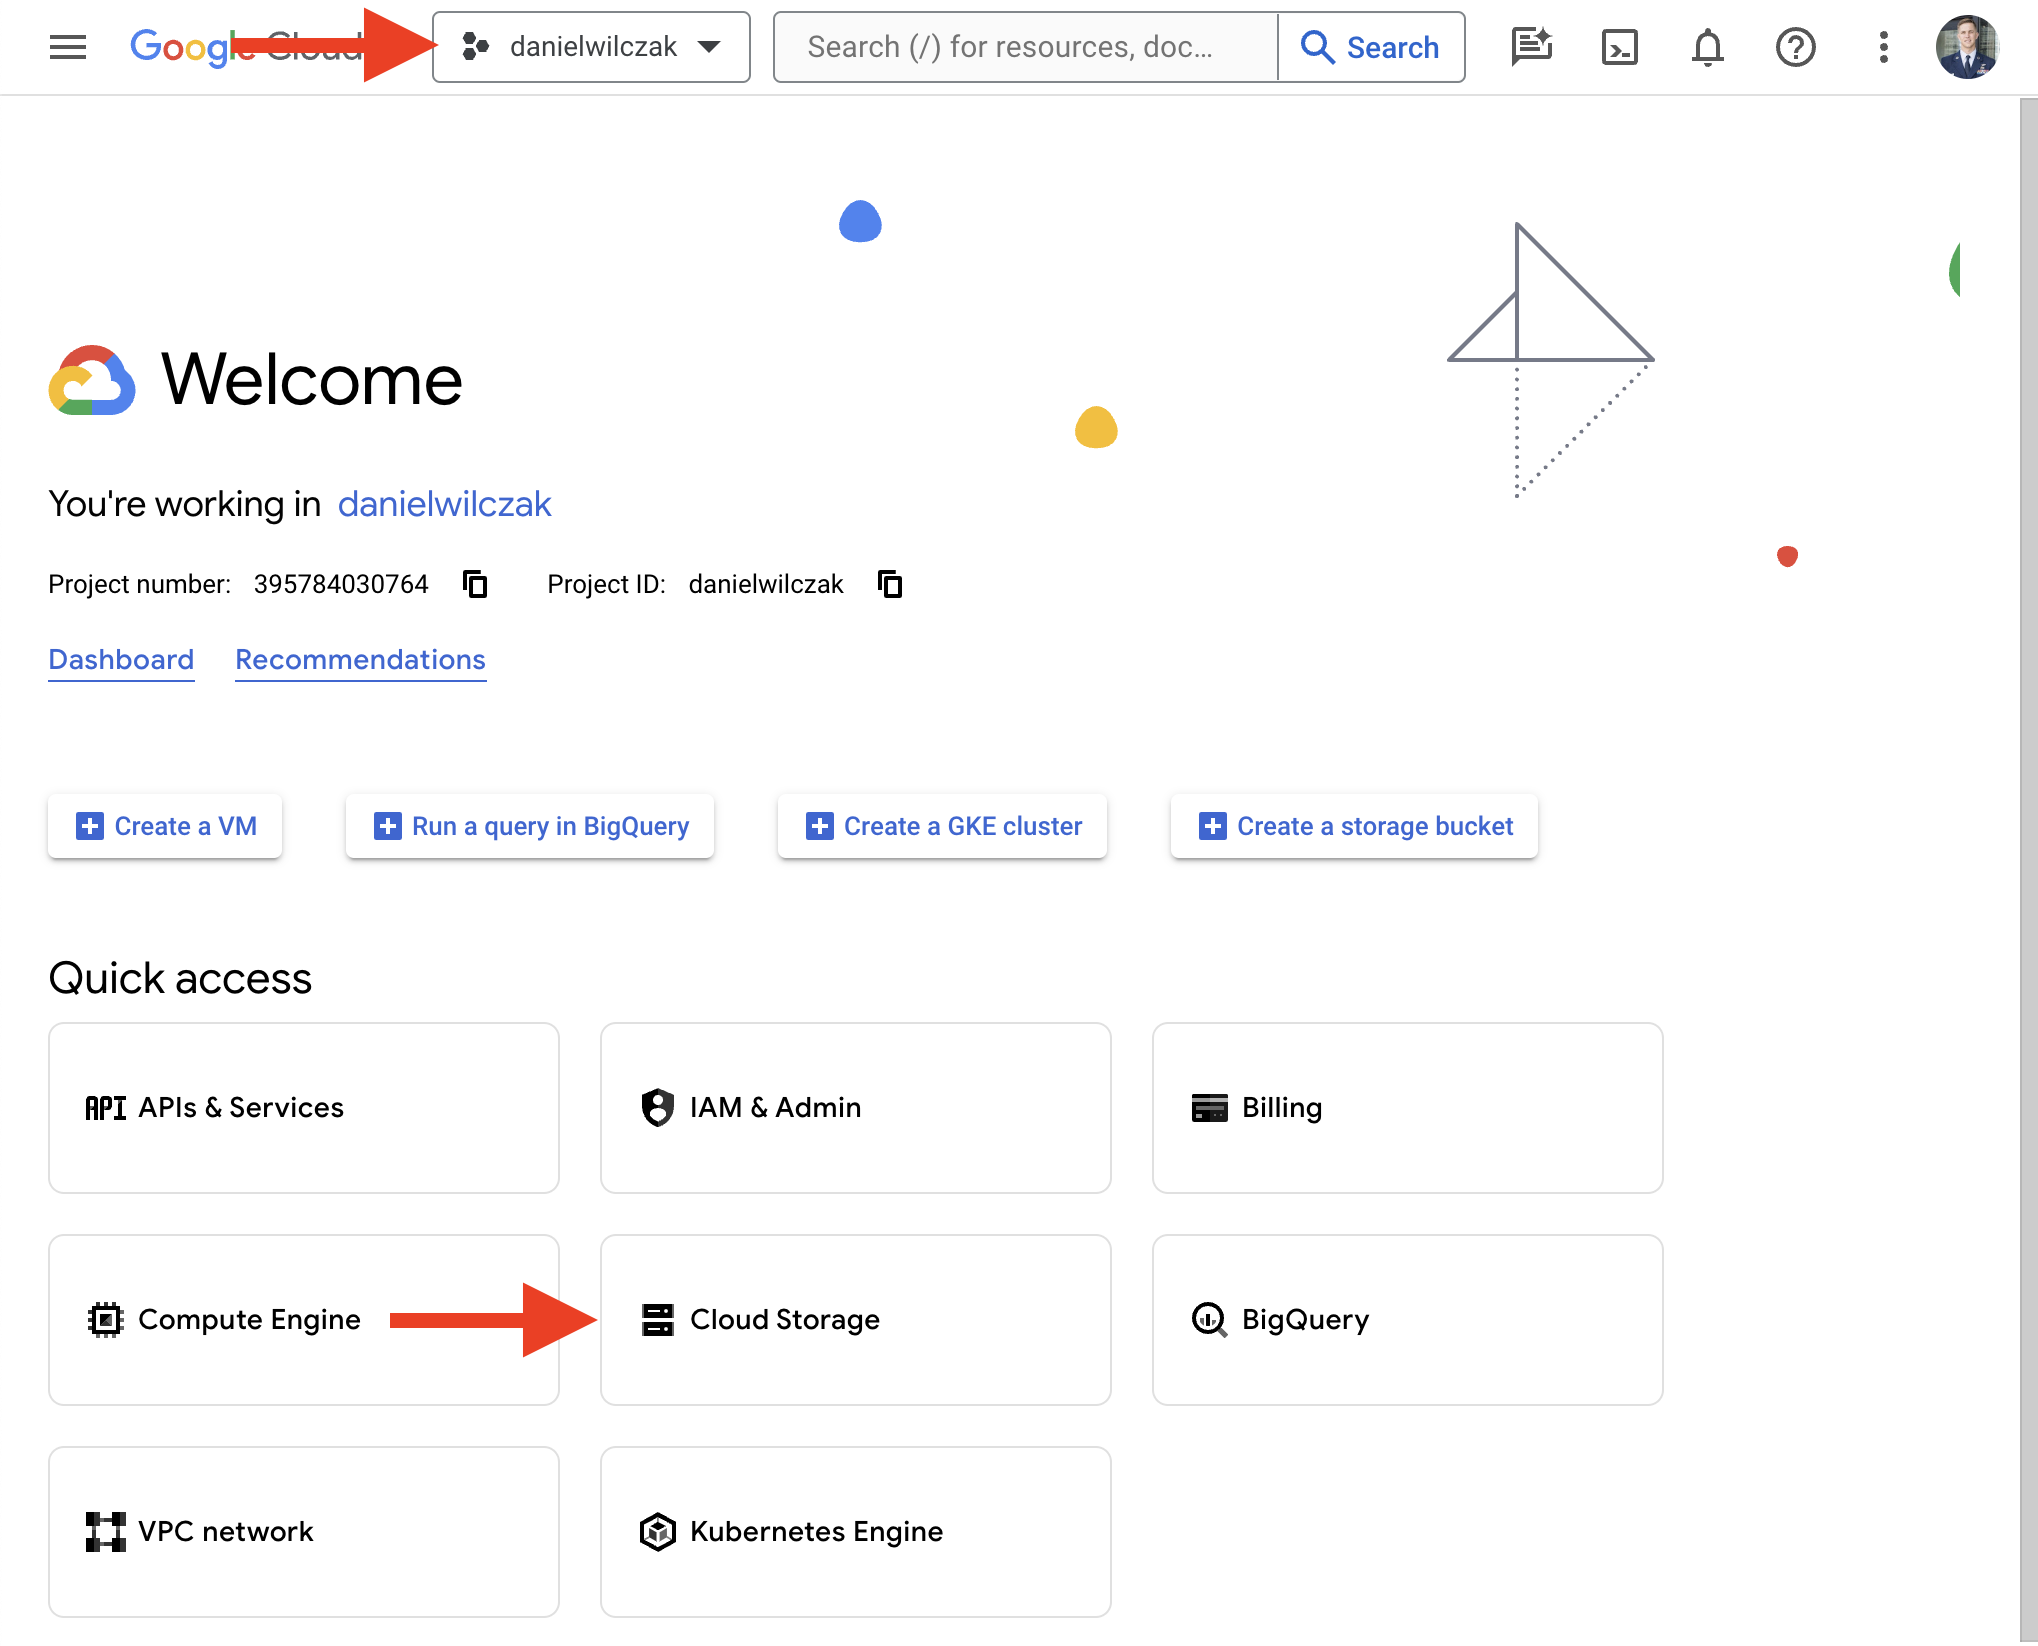 Google Cloud
danielwilczak
Search (/) for resources, doc...
Search
Welcome
You're working in danielwilczak
Project number: 395784030764 Project ID: danielwilczak
Dashboard Recommendations
Create a VM
Run a query in BigQuery
Create a GKE cluster
Create a storage bucket
Quick access
API APIs & Services
IAM & Admin
Billing
Compute Engine
Cloud Storage
BigQuery
VPC network
Kubernetes Engine